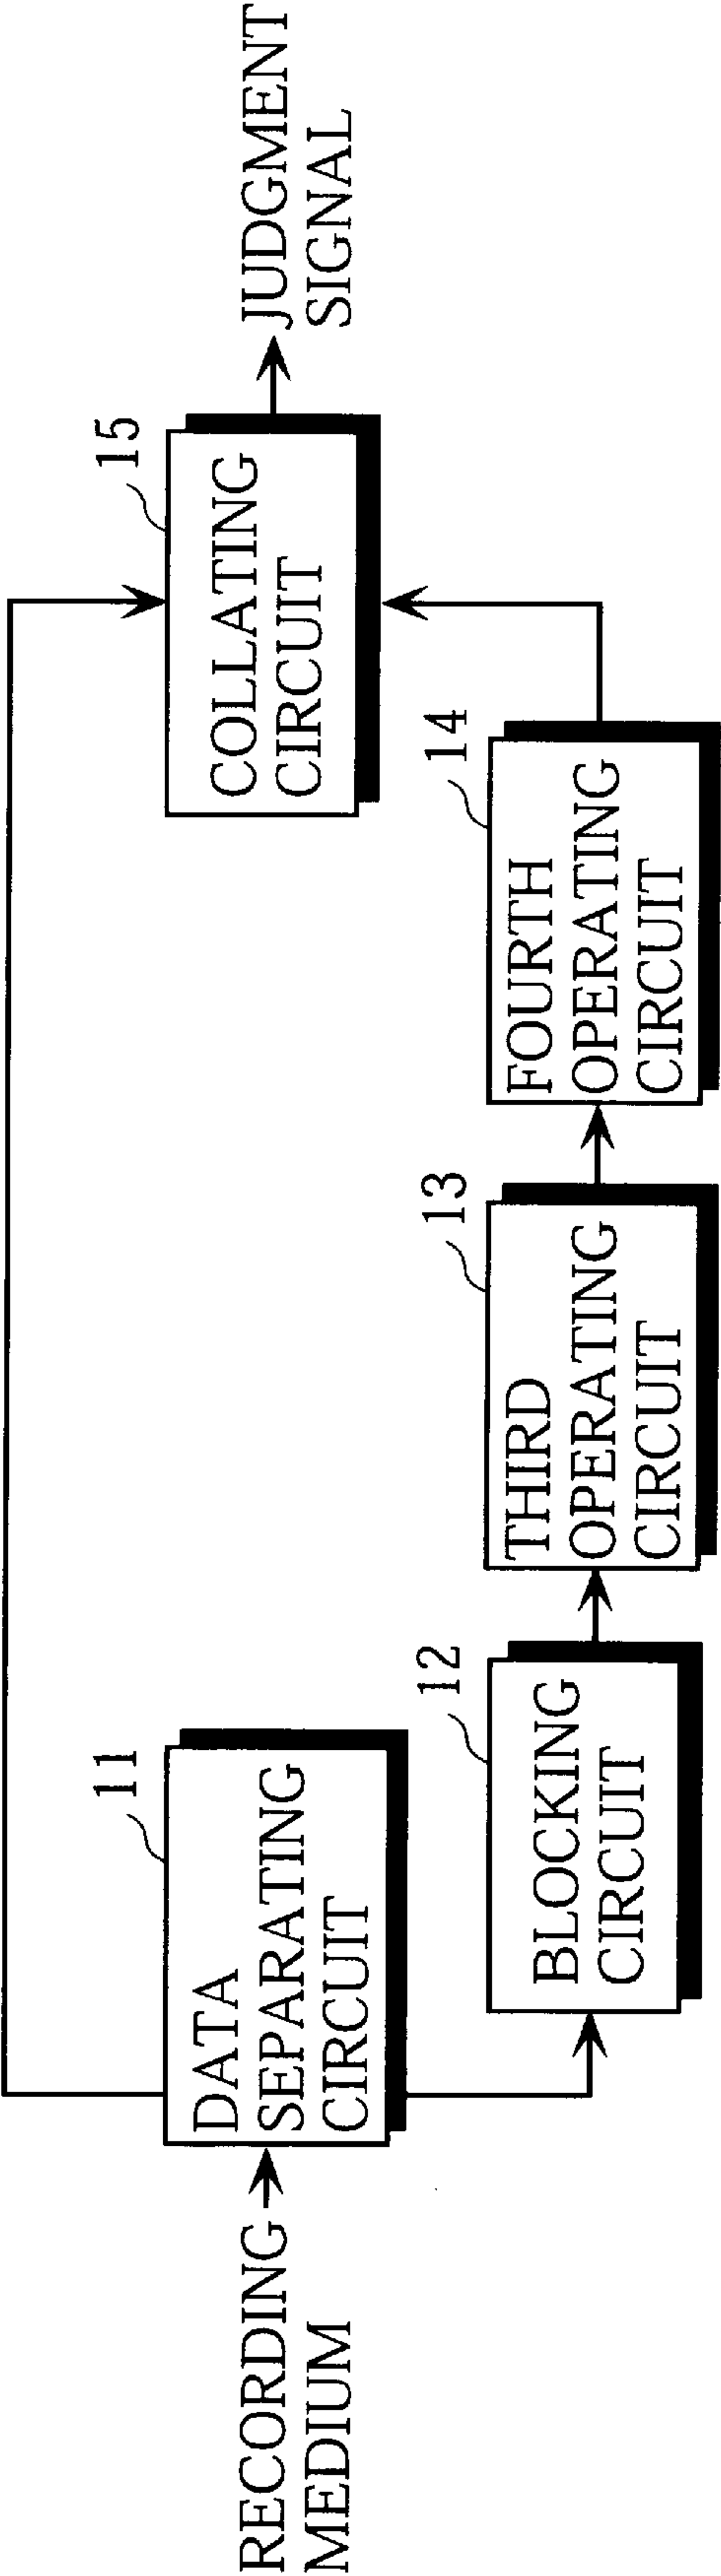 RECORDING
MEDIUM
11
DATA
SEPARATING
CIRCUIT
12
BLOCKING
CIRCUIT
13
THIRD
OPERATING
CIRCUIT
14
FOURTH
OPERATING
CIRCUIT
15
COLLATING
CIRCUIT
JUDGMENT
SIGNAL